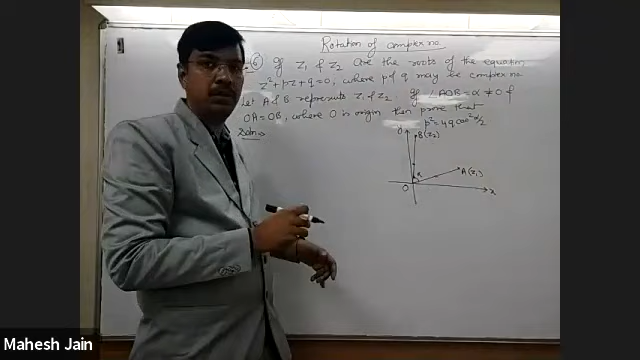 Rotation of complex no.
Q.6 If Z1 & Z2 are the roots of the equation
Z² + pZ + q = 0, where p & q may be complex no.
Let A & B represents Z1 & Z2. If ∠AOB = α ≠ 0 &
OA = OB, where O is origin then prove that
p² = 4q cos² α/2
Soln⇒
B(Z2)
α
A(Z1)
O
x
Mahesh Jain